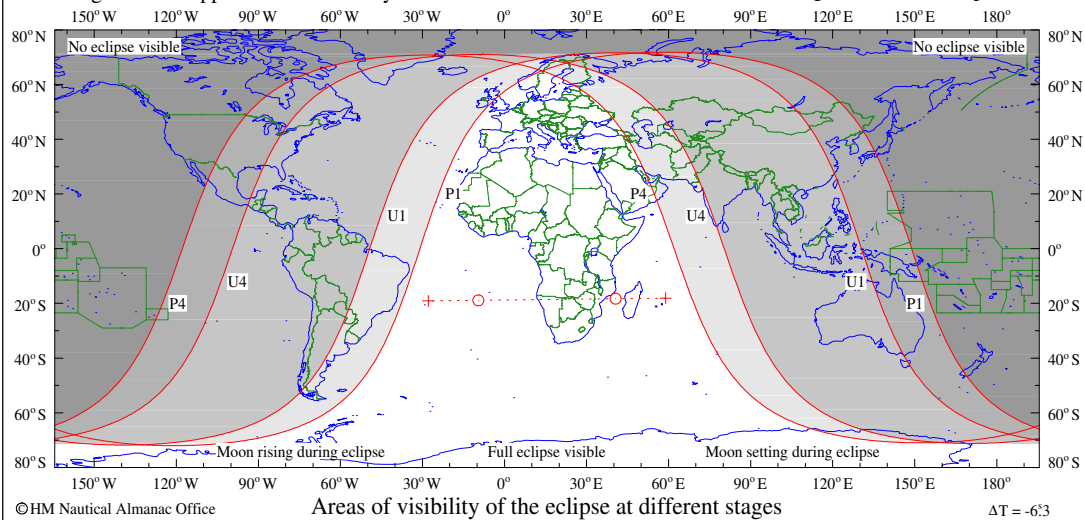 150°W 120°W 90°W 60°W 30°W 0° 30°E 60°E 90°E 120°E 150°E 180°
80°N 80°N
No eclipse visible No eclipse visible
60°N 60°N
40°N 40°N
20°N P1 P4 20°N
U1 U4
0° 0°
U4 U1
20°S P4 P1 20°S
40°S 40°S
60°S 60°S
Moon rising during eclipse Full eclipse visible Moon setting during eclipse
80°S 80°S
150°W 120°W 90°W 60°W 30°W 0° 30°E 60°E 90°E 120°E 150°E 180°
©HM Nautical Almanac Office Areas of visibility of the eclipse at different stages ΔT = -6ˢ.3